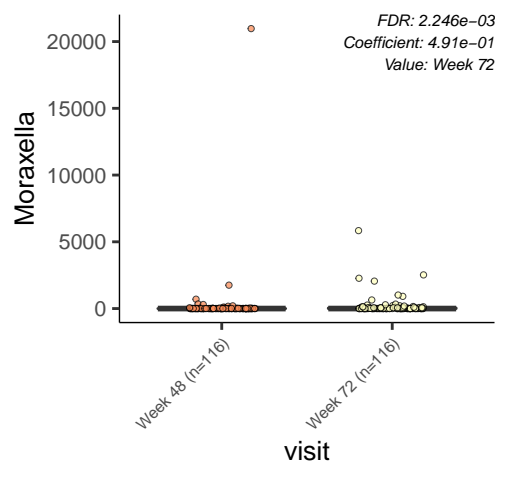 FDR: 2.246e−03
Coefficient: 4.91e−01
Value: Week 72
20000
15000
10000
5000
0
Moraxella
Week 48 (n=116)
Week 72 (n=116)
visit